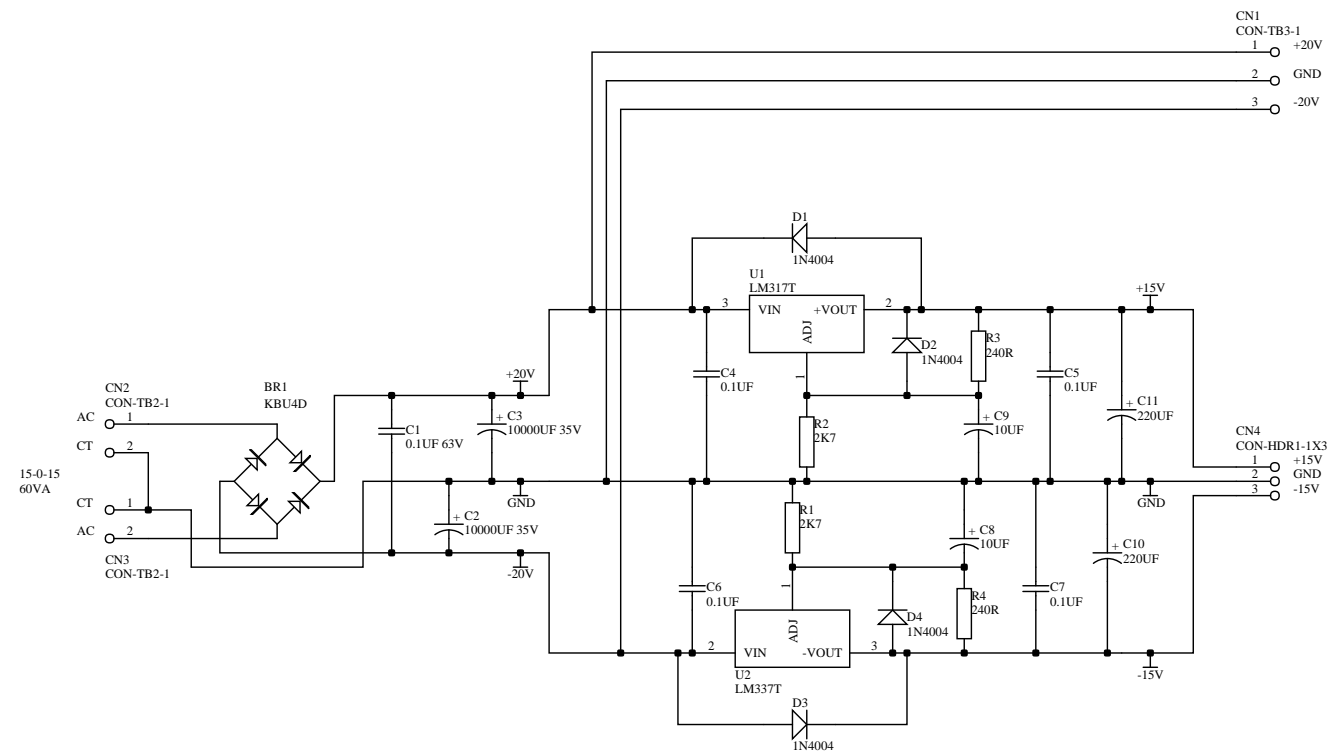 CN1
CON-TB3-1
1 +20V
2 GND
3 -20V
D1
1N4004
U1
LM317T
3 VIN +VOUT 2
ADJ
1
D2
1N4004
R3
240R
+15V
C4
0.1UF
C5
0.1UF
+ C11
220UF
R2
2K7
+ C9
10UF
CN2
CON-TB2-1
AC 1
CT 2
15-0-15
60VA
CT 1
AC 2
CN3
CON-TB2-1
BR1
KBU4D
+20V
C1
0.1UF 63V
+ C3
10000UF 35V
GND
+ C2
10000UF 35V
-20V
CN4
CON-HDR1-1X3
1 +15V
2 GND
3 -15V
GND
R1
2K7
+ C8
10UF
+ C10
220UF
C6
0.1UF
1
ADJ
D4
1N4004
R4
240R
C7
0.1UF
2 VIN -VOUT 3
U2
LM337T
-15V
D3
1N4004